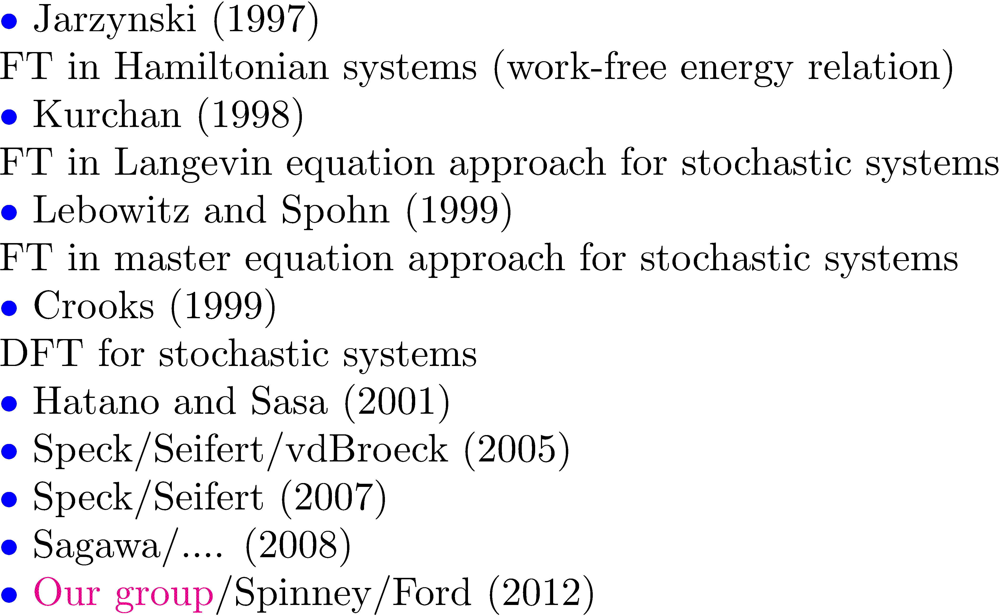 • Jarzynski (1997)
FT in Hamiltonian systems (work-free energy relation)
• Kurchan (1998)
FT in Langevin equation approach for stochastic systems
• Lebowitz and Spohn (1999)
FT in master equation approach for stochastic systems
• Crooks (1999)
DFT for stochastic systems
• Hatano and Sasa (2001)
• Speck/Seifert/vdBroeck (2005)
• Speck/Seifert (2007)
• Sagawa/.... (2008)
• Our group/Spinney/Ford (2012)